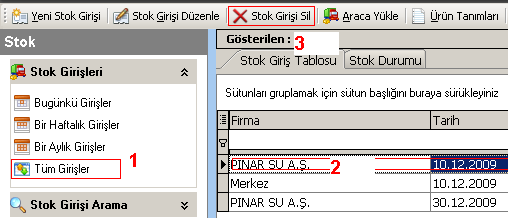 Yeni Stok Girişi Stok Girişi Düzenle Stok Girişi Sil Araca Yükle Ürün Tanımları
Stok
Gösterilen :
3
Stok Girişleri
Stok Giriş Tablosu Stok Durumu
Bugünkü Girişler
Bir Haftalık Girişler
Bir Aylık Girişler
Tüm Girişler
1
Stok Girişi Arama
Sütunları gruplamak için sütun başlığını buraya sürükleyiniz
Firma Tarih
PINAR SU A.Ş. 2 10.12.2009
Merkez 10.12.2009
PINAR SU A.Ş. 30.12.2009